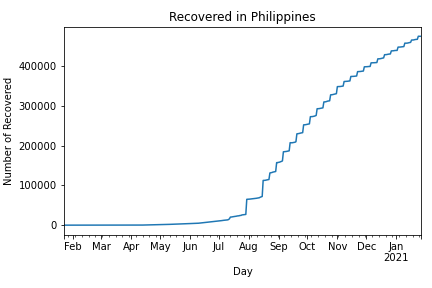 Recovered in Philippines
Number of Recovered
400000
300000
200000
100000
0
Feb Mar Apr May Jun Jul Aug Sep Oct Nov Dec Jan
2021
Day